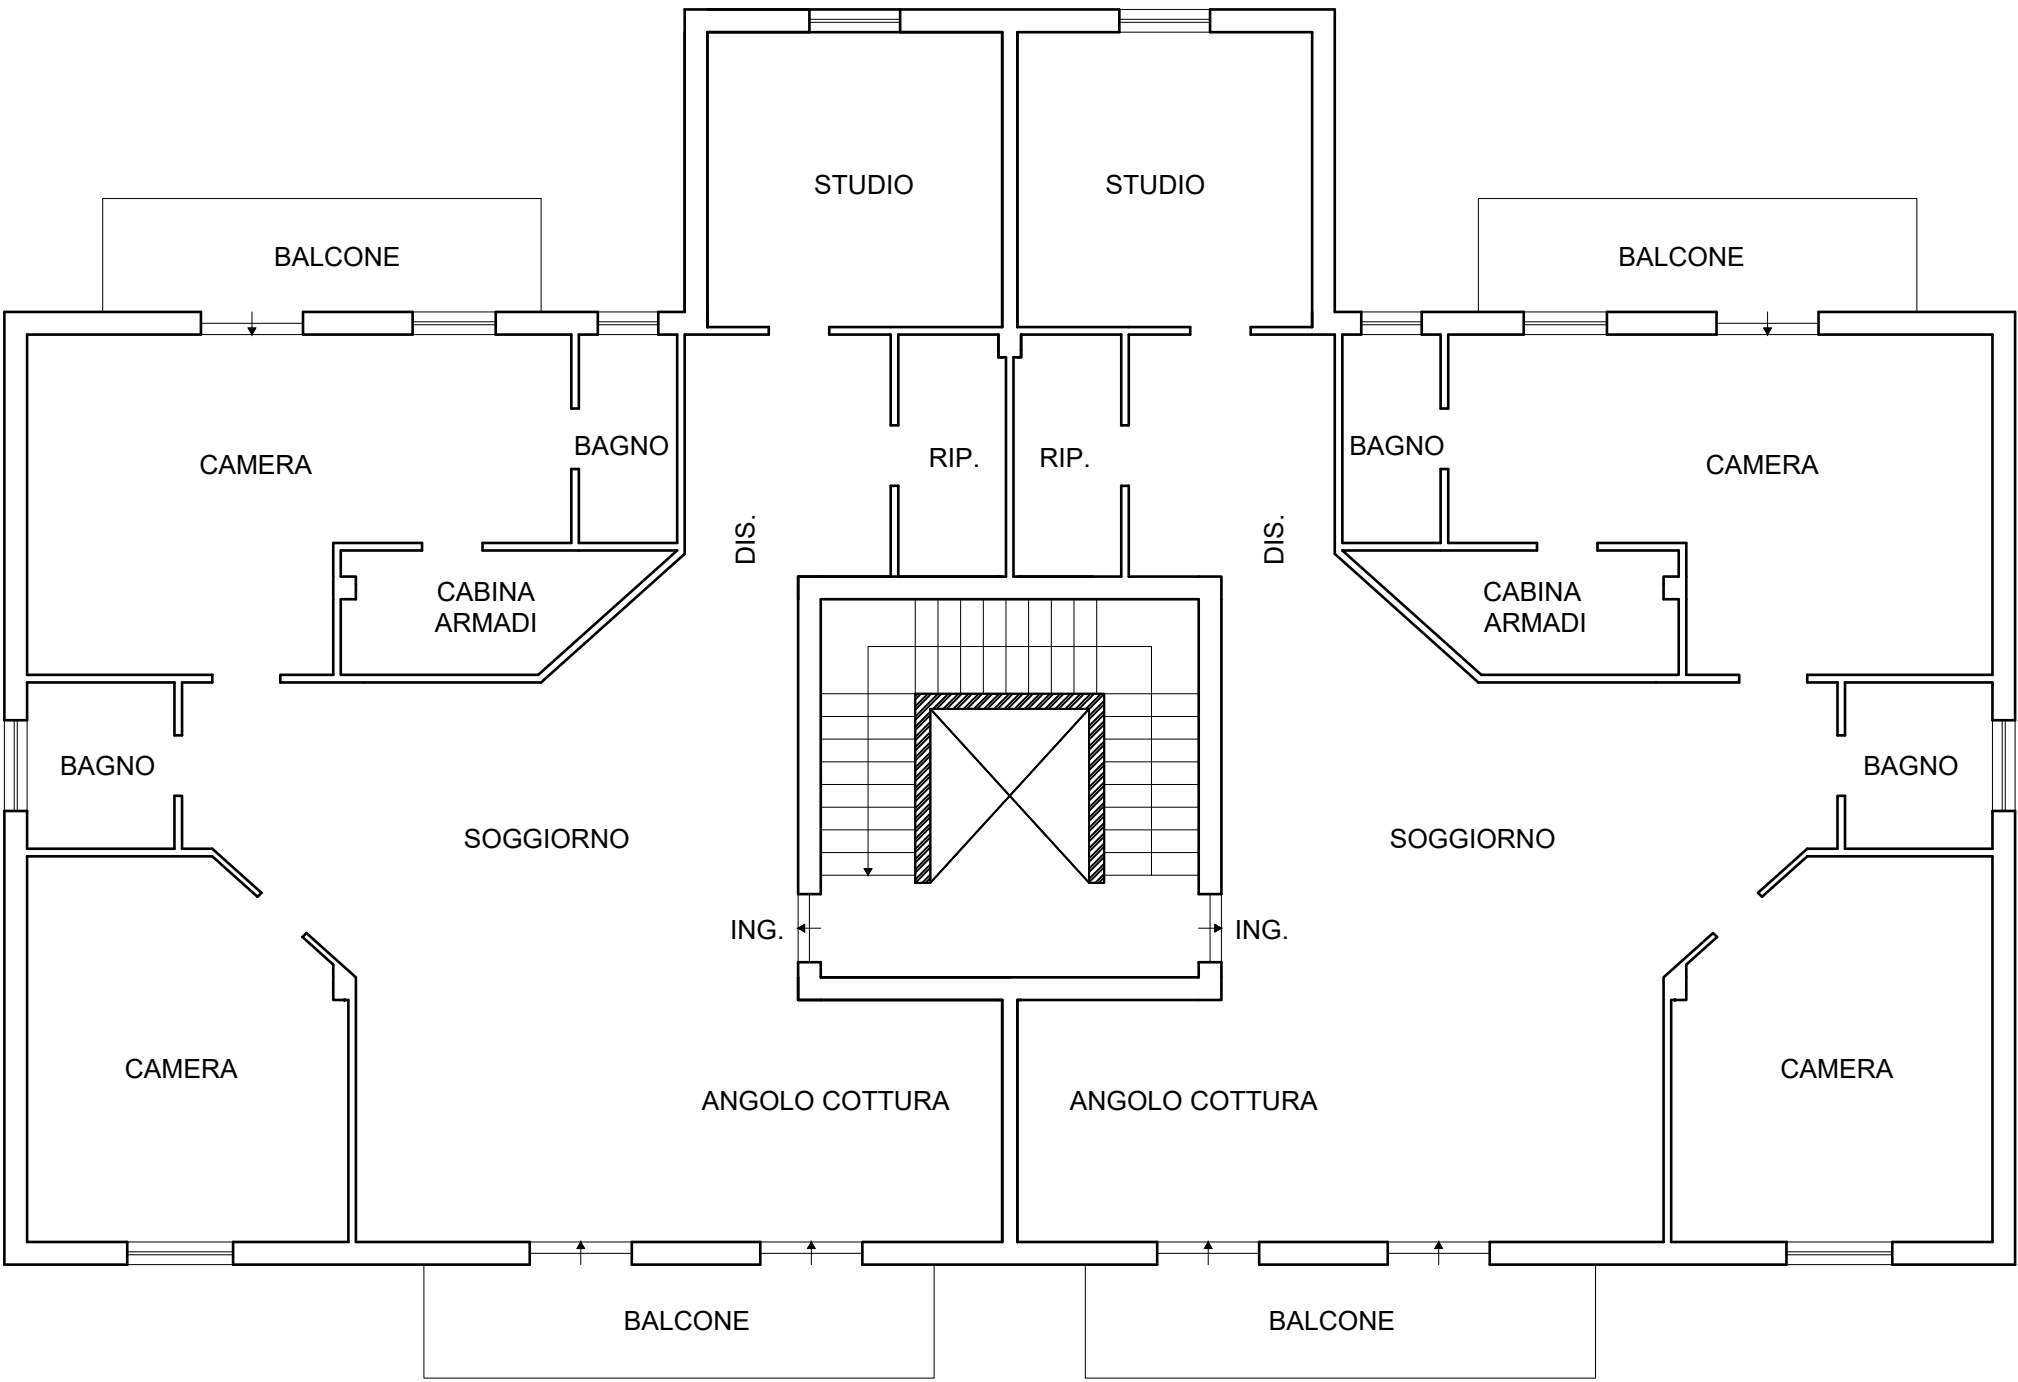 STUDIO
STUDIO
BALCONE
BALCONE
CAMERA
BAGNO
RIP.
RIP.
BAGNO
CAMERA
DIS.
DIS.
CABINA
ARMADI
CABINA
ARMADI
BAGNO
BAGNO
SOGGIORNO
SOGGIORNO
ING.
ING.
CAMERA
CAMERA
ANGOLO COTTURA
ANGOLO COTTURA
BALCONE
BALCONE